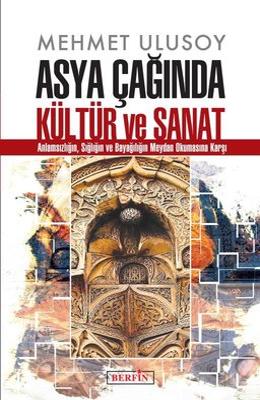 MEHMET ULUSOY
ASYA ÇAĞINDA
KÜLTÜR ve SANAT
Anlamsızlığın, Sığlığın ve Bayağılığın Meydan Okumasına Karşı
BERFİN